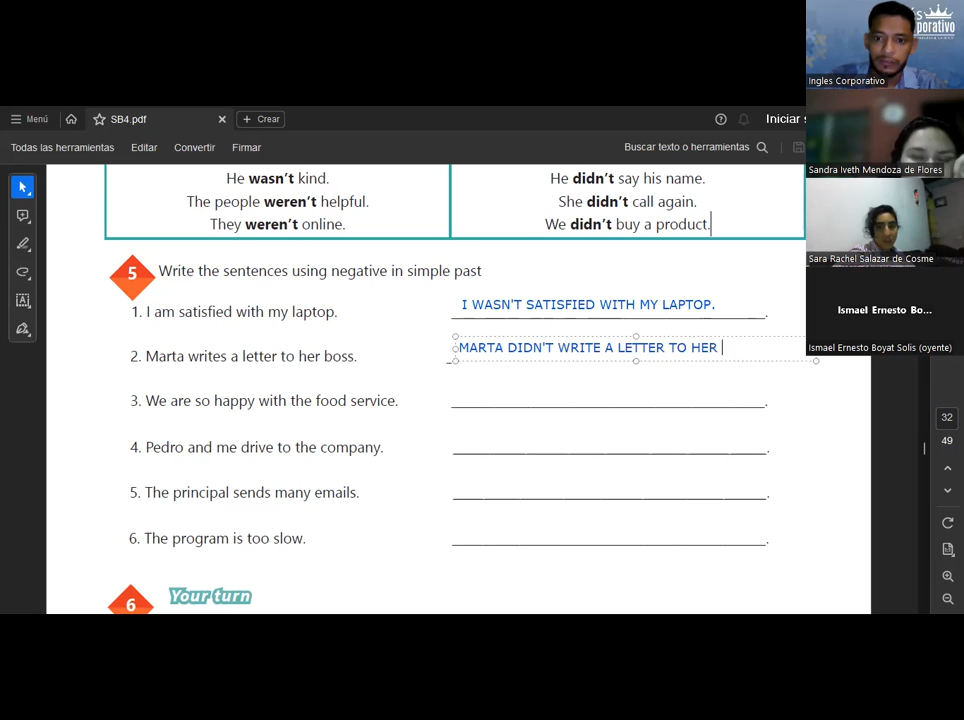 Menú
SB4.pdf
Crear
Iniciar s
Todas las herramientas
Editar
Convertir
Firmar
Buscar texto o herramientas
He wasn't kind.
The people weren't helpful.
They weren't online.
He didn't say his name.
She didn't call again.
We didn't buy a product.
5 Write the sentences using negative in simple past
1. I am satisfied with my laptop. I WASN'T SATISFIED WITH MY LAPTOP.
2. Marta writes a letter to her boss. MARTA DIDN'T WRITE A LETTER TO HER
3. We are so happy with the food service.
4. Pedro and me drive to the company.
5. The principal sends many emails.
6. The program is too slow.
6 Your turn
Ingles Corporativo
Sandra Iveth Mendoza de Flores
Sara Rachel Salazar de Cosme
Ismael Ernesto Bo...
Ismael Ernesto Boyat Solis (oyente)
32
49